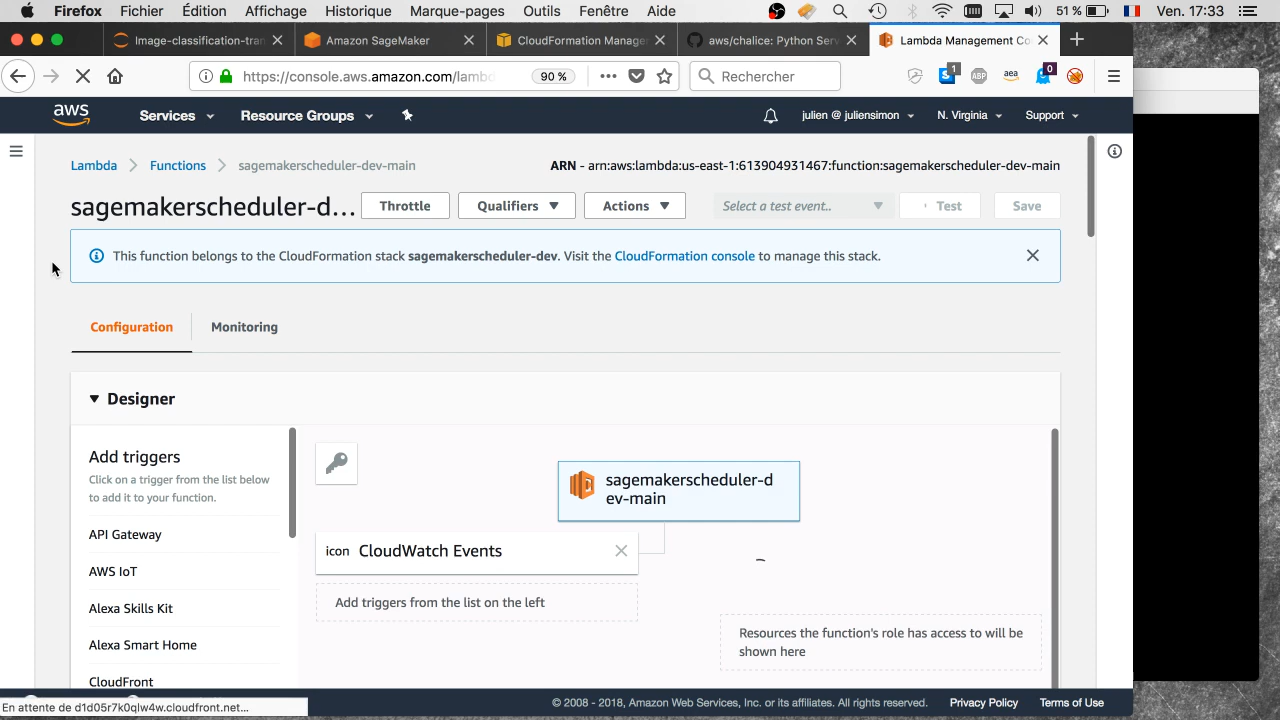 Firefox Fichier Édition Affichage Historique Marque-pages Outils Fenêtre Aide 51 % Ven. 17:33
Image-classification-tran Amazon SageMaker CloudFormation Manage aws/chalice: Python Serv Lambda Management Co
https://console.aws.amazon.com/lambd 90 % Rechercher 1 ABP aea 0
aws Services Resource Groups julien @ juliensimon N. Virginia Support
Lambda Functions sagemakerscheduler-dev-main ARN - arn:aws:lambda:us-east-1:613904931467:function:sagemakerscheduler-dev-main
sagemakerscheduler-d... Throttle Qualifiers Actions Select a test event.. Test Save
This function belongs to the CloudFormation stack sagemakerscheduler-dev. Visit the CloudFormation console to manage this stack.
Configuration Monitoring
Designer
Add triggers
Click on a trigger from the list below
to add it to your function.
API Gateway
AWS IoT
Alexa Skills Kit
Alexa Smart Home
CloudFront
sagemakerscheduler-d
ev-main
icon CloudWatch Events
Add triggers from the list on the left
Resources the function's role has access to will be
shown here
En attente de d1d05r7k0qlw4w.cloudfront.net...
© 2008 - 2018, Amazon Web Services, Inc. or its affiliates. All rights reserved. Privacy Policy Terms of Use